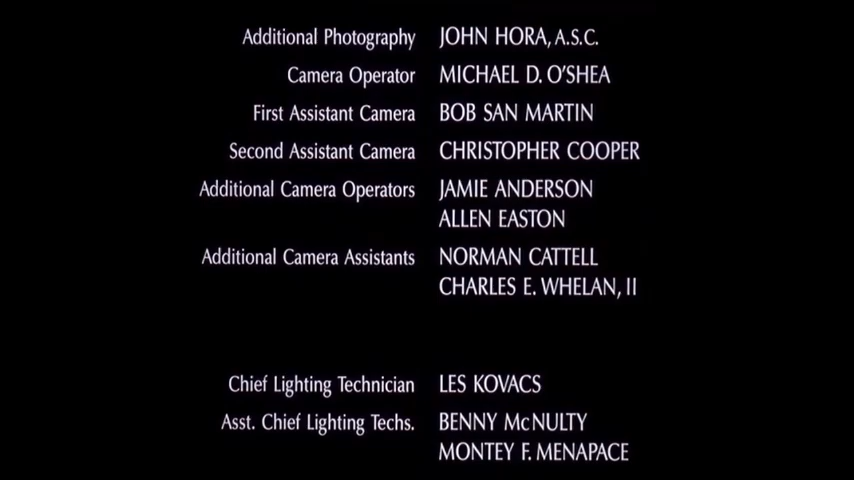 Additional Photography JOHN HORA, A.S.C.
Camera Operator MICHAEL D. O'SHEA
First Assistant Camera BOB SAN MARTIN
Second Assistant Camera CHRISTOPHER COOPER
Additional Camera Operators JAMIE ANDERSON
ALLEN EASTON
Additional Camera Assistants NORMAN CATTELL
CHARLES E. WHELAN, II
Chief Lighting Technician LES KOVACS
Asst. Chief Lighting Techs. BENNY McNULTY
MONTEY F. MENAPACE